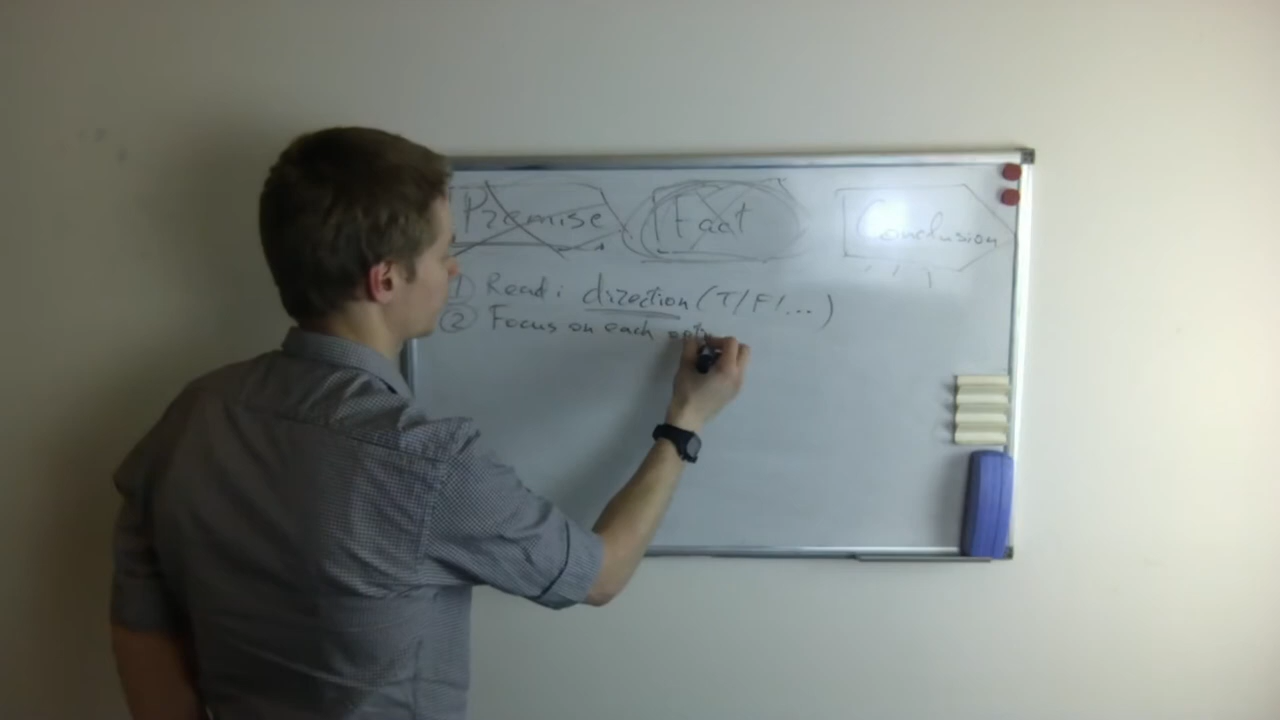 Premise Fact Conclusion
① Read: direction (T/F/...)
② Focus on each